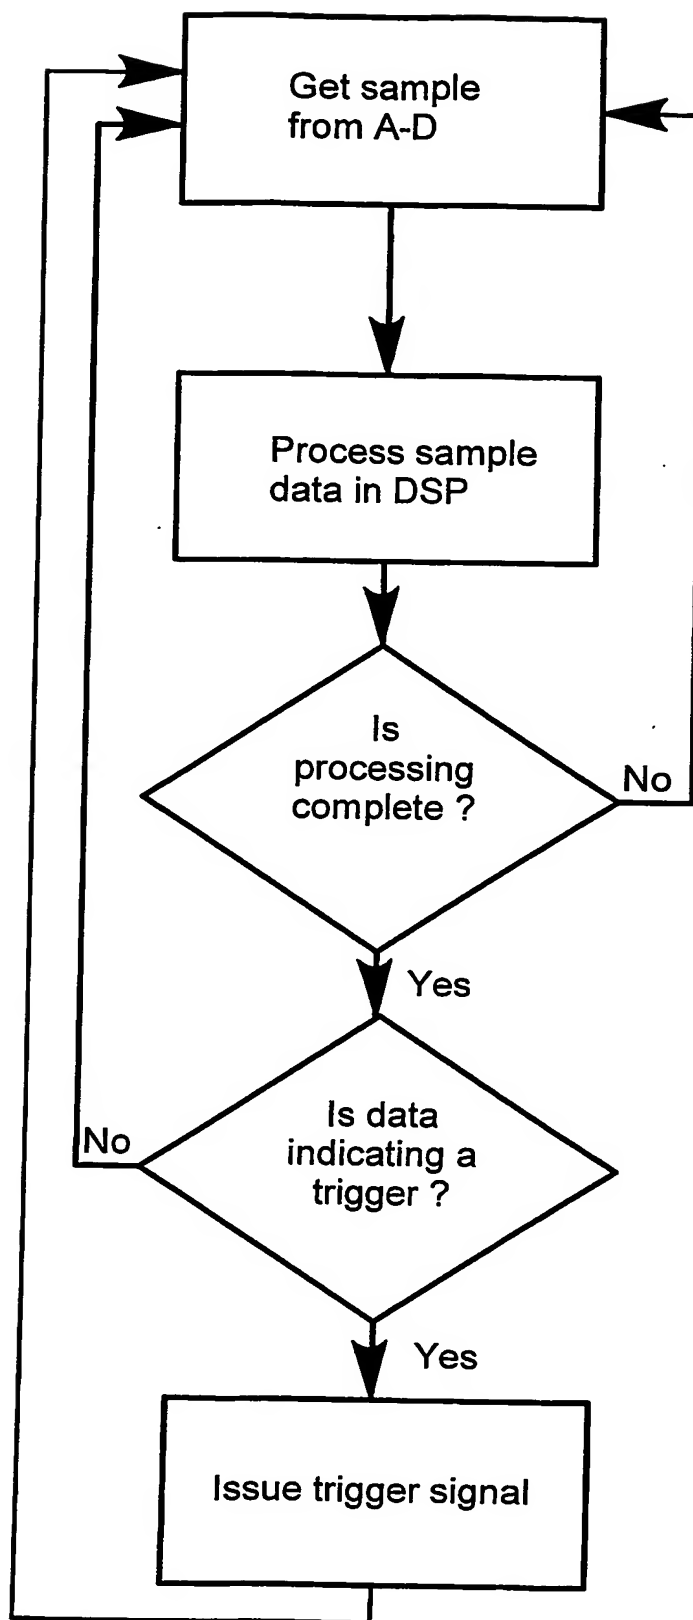 Get sample
from A-D
Process sample
data in DSP
Is
processing
complete ?
No
Yes
Is data
indicating a
trigger ?
No
Yes
Issue trigger signal